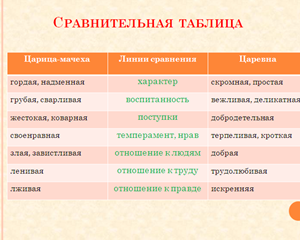 Сравнительная таблица
Царица-мачеха Линии сравнения Царевна
гордая, надменная характер скромная, простая
грубая, сварливая воспитанность вежливая, деликатная
жестокая, коварная поступки добродетельная
своенравная темперамент, нрав терпеливая, кроткая
злая, завистливая отношение к людям добрая
ленивая отношение к труду трудолюбивая
лживая отношение к правде искренняя